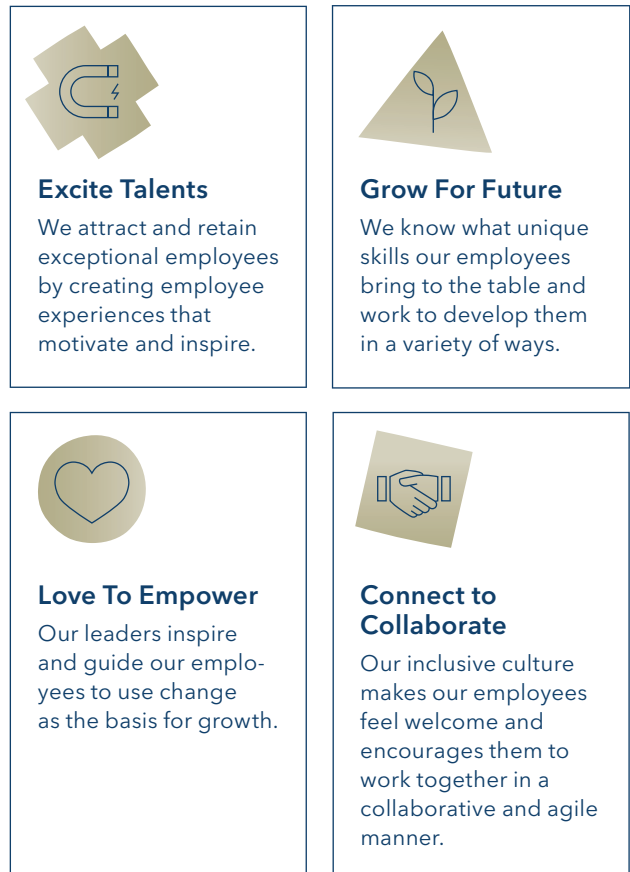 Excite Talents
We attract and retain
exceptional employees
by creating employee
experiences that
motivate and inspire.
Grow For Future
We know what unique
skills our employees
bring to the table and
work to develop them
in a variety of ways.
Love To Empower
Our leaders inspire
and guide our emplo-
yees to use change
as the basis for growth.
Connect to
Collaborate
Our inclusive culture
makes our employees
feel welcome and
encourages them to
work together in a
collaborative and agile
manner.